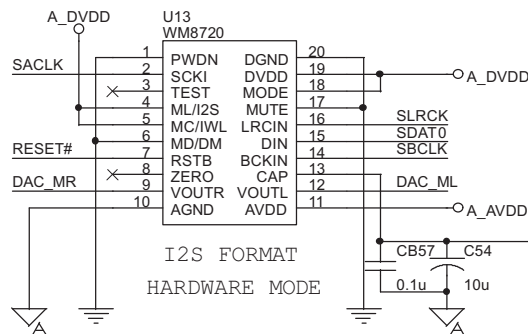 A_DVDD
U13
WM8720
1 PWDN DGND 20
SACLK 2 SCKI DVDD 19 A_DVDD
3 TEST MODE 18
4 ML/I2S MUTE 17
5 MC/IWL LRCIN 16 SLRCK
6 MD/DM DIN 15 SDAT0
RESET# 7 RSTB BCKIN 14 SBCLK
8 ZERO CAP 13
DAC_MR 9 VOUTR VOUTL 12 DAC_ML
10 AGND AVDD 11 A_AVDD
I2S FORMAT
HARDWARE MODE
CB57 C54
0.1u 10u
A A